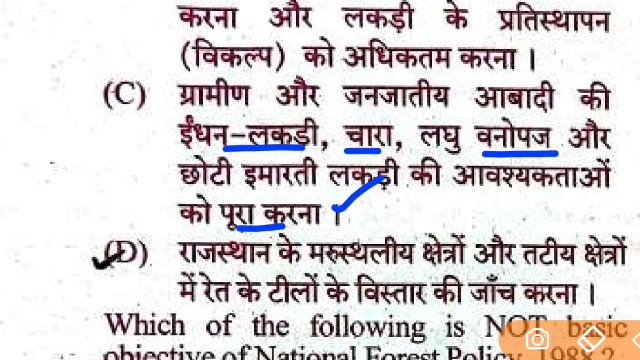 करना और लकड़ी के प्रतिस्थापन
(विकल्प) को अधिकतम करना ।
(C) ग्रामीण और जनजातीय आबादी की
ईंधन-लकडी, चारा, लघु वनोपज और
छोटी इमारती लकड़ी की आवश्यकताओं
को पूरा करना ।
(D) राजस्थान के मरुस्थलीय क्षेत्रों और तटीय क्षेत्रों
में रेत के टीलों के विस्तार की जाँच करना ।
Which of the following is NOT basic
objective of National Forest Policy, 1988 ?